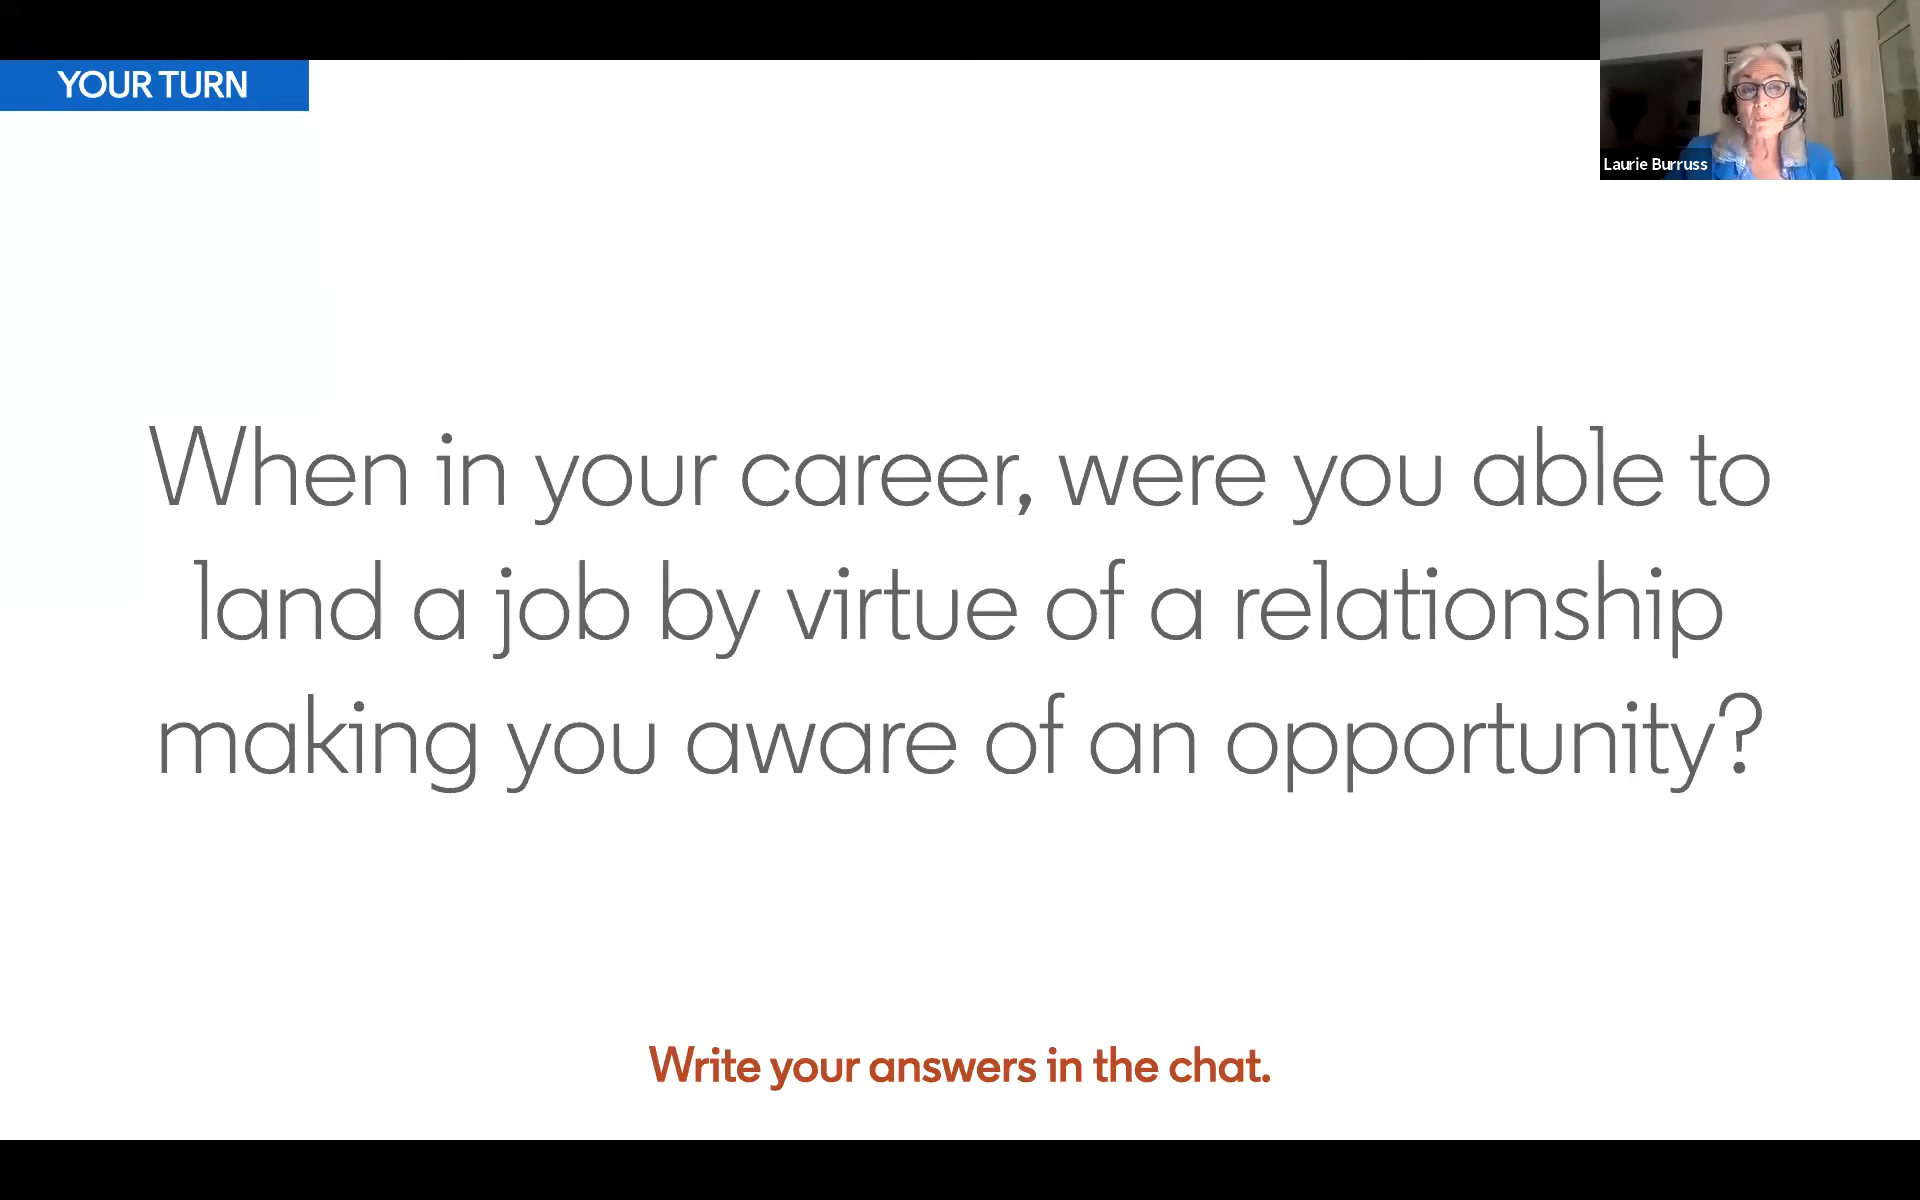 YOUR TURN
Laurie Burruss
When in your career, were you able to
land a job by virtue of a relationship
making you aware of an opportunity?
Write your answers in the chat.